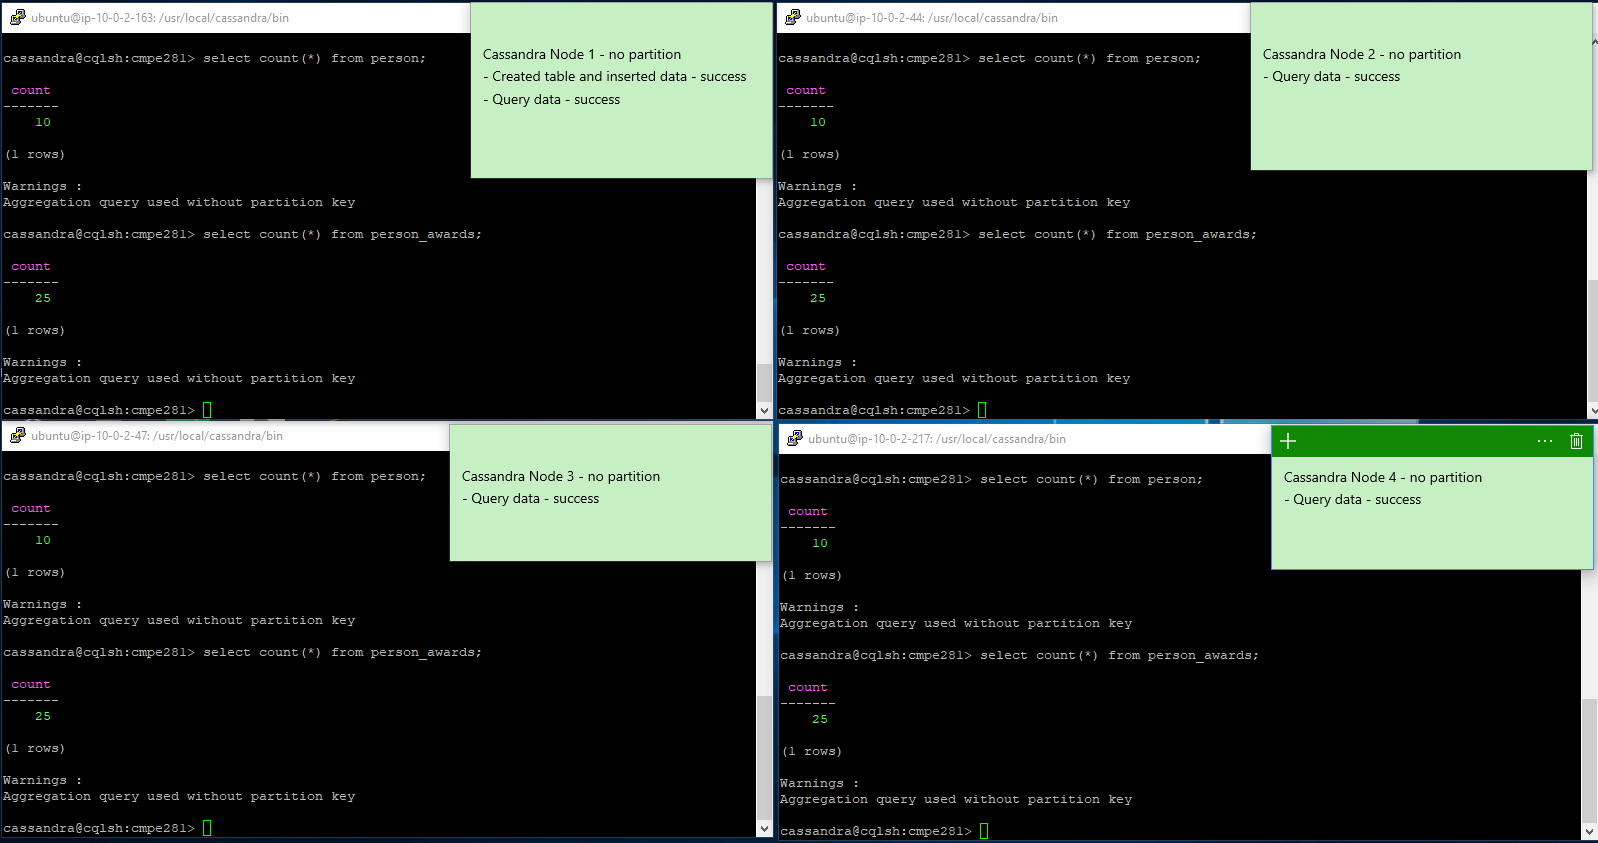 ubuntu@ip-10-0-2-163: /usr/local/cassandra/bin
cassandra@cqlsh:cmpe281> select count(*) from person;
count
-------
10
(1 rows)
Warnings :
Aggregation query used without partition key
cassandra@cqlsh:cmpe281> select count(*) from person_awards;
count
-------
25
(1 rows)
Warnings :
Aggregation query used without partition key
cassandra@cqlsh:cmpe281>
Cassandra Node 1 - no partition
- Created table and inserted data - success
- Query data - success
ubuntu@ip-10-0-2-44: /usr/local/cassandra/bin
cassandra@cqlsh:cmpe281> select count(*) from person;
count
-------
10
(1 rows)
Warnings :
Aggregation query used without partition key
cassandra@cqlsh:cmpe281> select count(*) from person_awards;
count
-------
25
(1 rows)
Warnings :
Aggregation query used without partition key
cassandra@cqlsh:cmpe281>
Cassandra Node 2 - no partition
- Query data - success
ubuntu@ip-10-0-2-47: /usr/local/cassandra/bin
cassandra@cqlsh:cmpe281> select count(*) from person;
count
-------
10
(1 rows)
Warnings :
Aggregation query used without partition key
cassandra@cqlsh:cmpe281> select count(*) from person_awards;
count
-------
25
(1 rows)
Warnings :
Aggregation query used without partition key
cassandra@cqlsh:cmpe281>
Cassandra Node 3 - no partition
- Query data - success
ubuntu@ip-10-0-2-217: /usr/local/cassandra/bin
cassandra@cqlsh:cmpe281> select count(*) from person;
count
-------
10
(1 rows)
Warnings :
Aggregation query used without partition key
cassandra@cqlsh:cmpe281> select count(*) from person_awards;
count
-------
25
(1 rows)
Warnings :
Aggregation query used without partition key
cassandra@cqlsh:cmpe281>
Cassandra Node 4 - no partition
- Query data - success